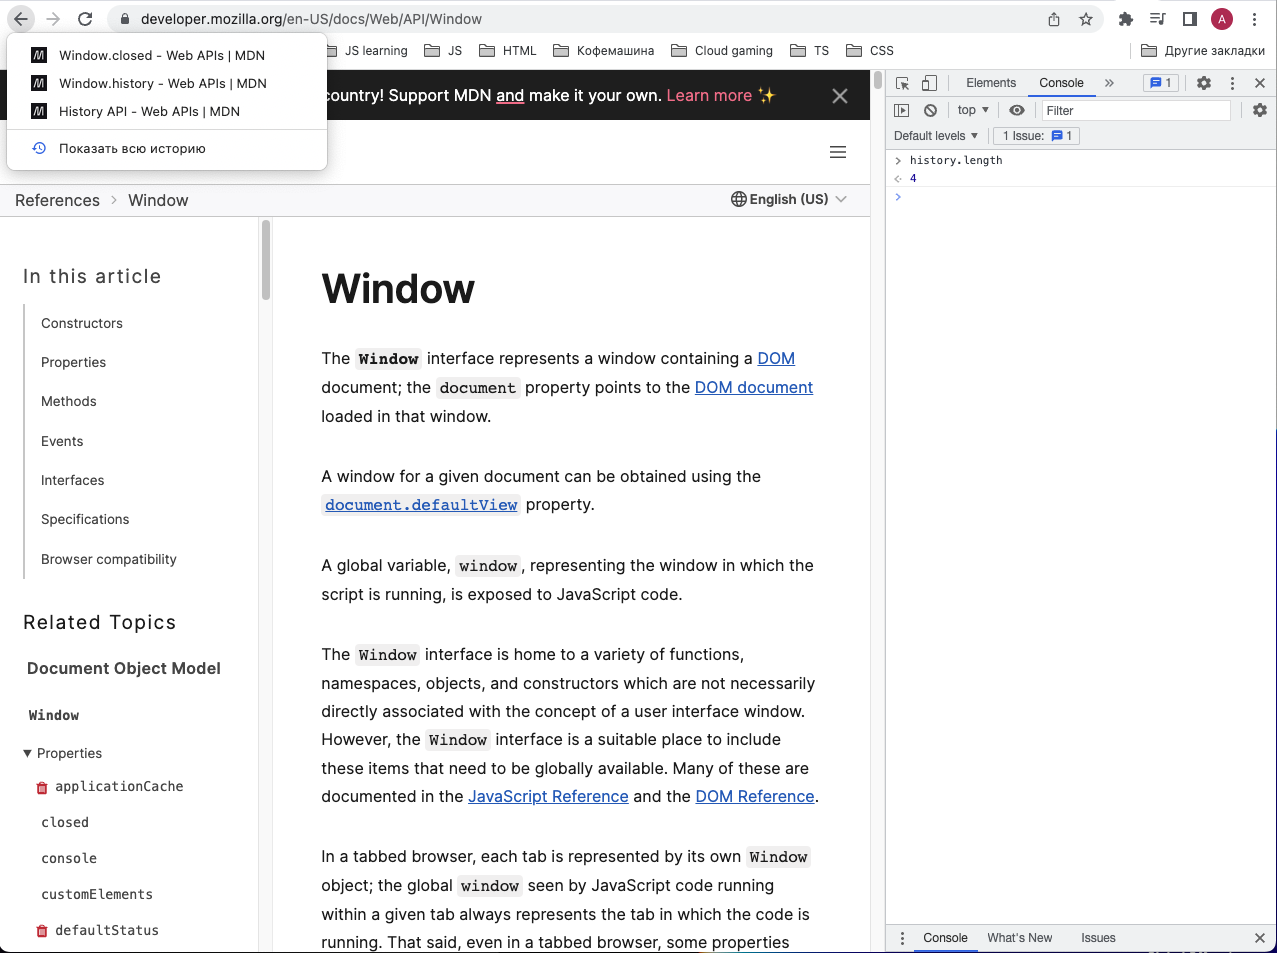 developer.mozilla.org/en-US/docs/Web/API/Window
A
Window.closed - Web APIs | MDN
Window.history - Web APIs | MDN
History API - Web APIs | MDN
Показать всю историю
JS learning
JS
HTML
Кофемашина
Cloud gaming
TS
CSS
Другие закладки
country! Support MDN and make it your own. Learn more ✨
References > Window
English (US)
In this article
Constructors
Properties
Methods
Events
Interfaces
Specifications
Browser compatibility
Related Topics
Document Object Model
Window
Properties
applicationCache
closed
console
customElements
defaultStatus
Window
The Window interface represents a window containing a DOM
document; the document property points to the DOM document
loaded in that window.
A window for a given document can be obtained using the
document.defaultView property.
A global variable, window, representing the window in which the
script is running, is exposed to JavaScript code.
The Window interface is home to a variety of functions,
namespaces, objects, and constructors which are not necessarily
directly associated with the concept of a user interface window.
However, the Window interface is a suitable place to include
these items that need to be globally available. Many of these are
documented in the JavaScript Reference and the DOM Reference.
In a tabbed browser, each tab is represented by its own Window
object; the global window seen by JavaScript code running
within a given tab always represents the tab in which the code is
running. That said, even in a tabbed browser, some properties
Elements Console » 1
top ▼ Filter
Default levels ▼ 1 Issue: 1
> history.length
4
>
Console What's New Issues